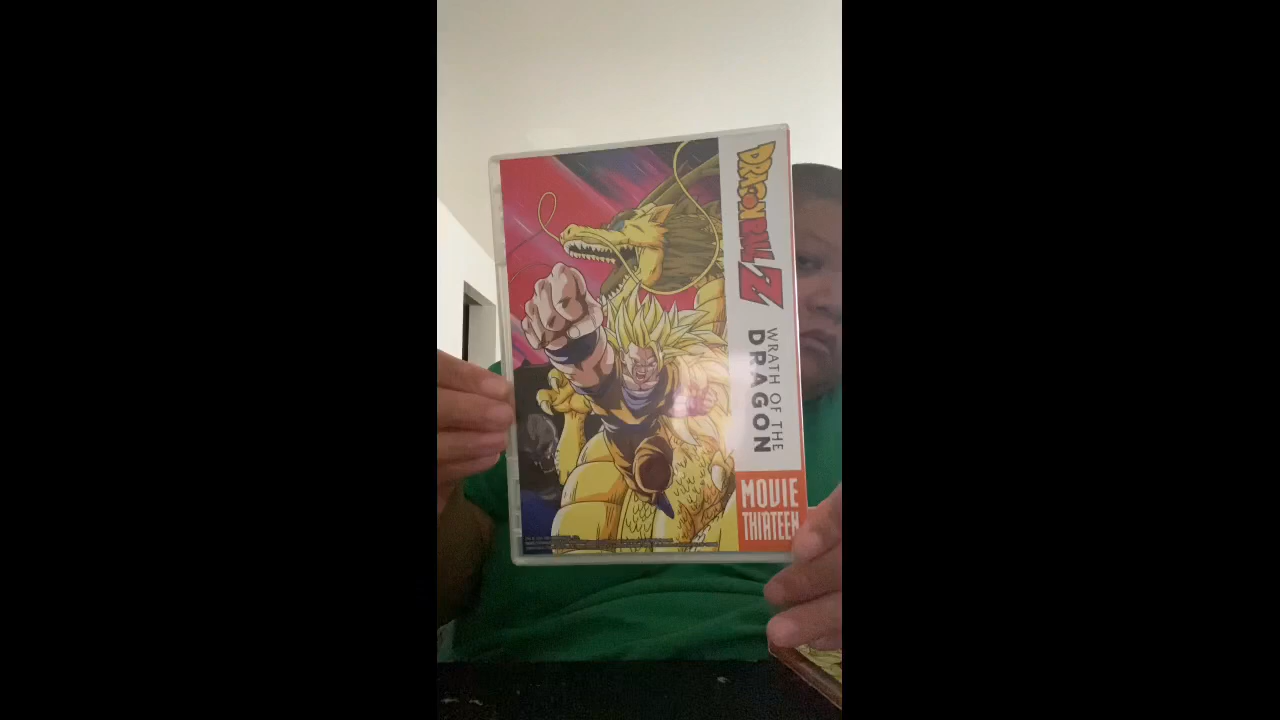 DRAGON BALL Z
WRATH OF THE
DRAGON
MOVIE
THIRTEEN